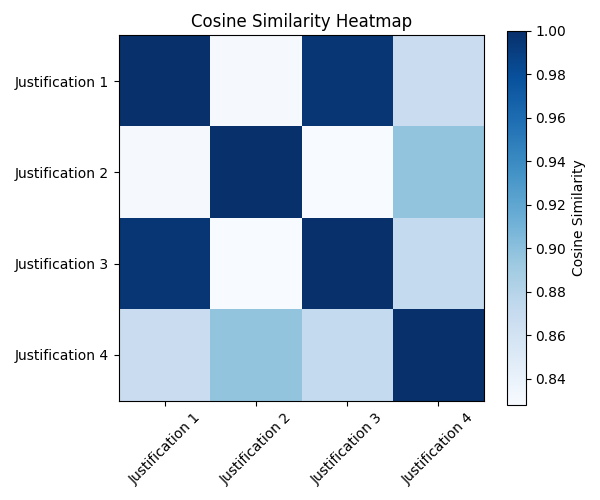 Cosine Similarity Heatmap
Justification 1
Justification 2
Justification 3
Justification 4
Justification 1
Justification 2
Justification 3
Justification 4
1.00
0.98
0.96
0.94
0.92
0.90
0.88
0.86
0.84
Cosine Similarity